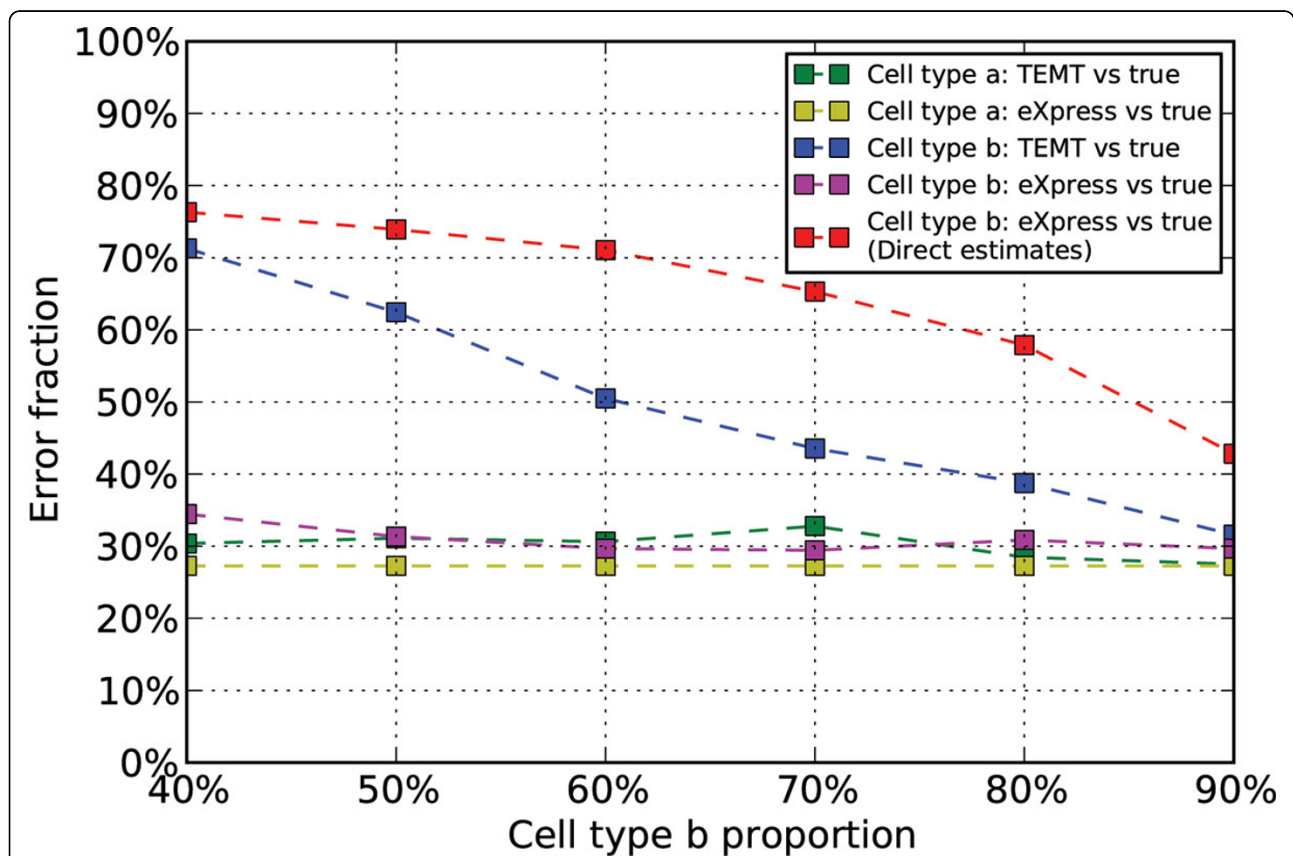 100%
90%
80%
70%
60%
50%
40%
30%
20%
10%
0%
Error fraction
Cell type a: TEMT vs true
Cell type a: eXpress vs true
Cell type b: TEMT vs true
Cell type b: eXpress vs true
Cell type b: eXpress vs true
(Direct estimates)
40% 50% 60% 70% 80% 90%
Cell type b proportion